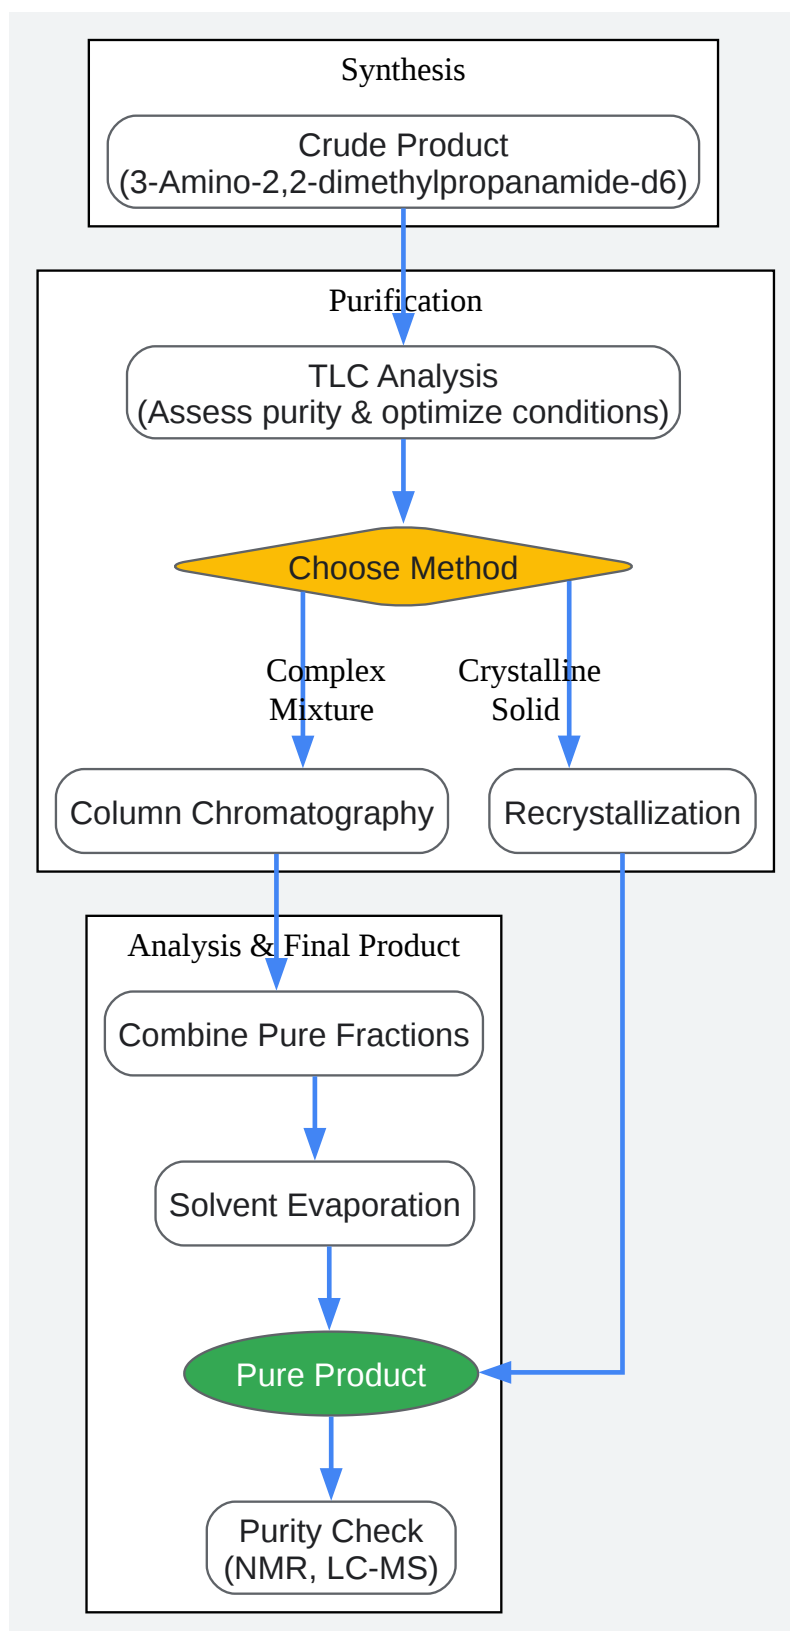 Synthesis
Crude Product
(3-Amino-2,2-dimethylpropanamide-d6)
Purification
TLC Analysis
(Assess purity & optimize conditions)
Choose Method
Complex
Mixture
Crystalline
Solid
Column Chromatography
Recrystallization
Analysis & Final Product
Combine Pure Fractions
Solvent Evaporation
Pure Product
Purity Check
(NMR, LC-MS)